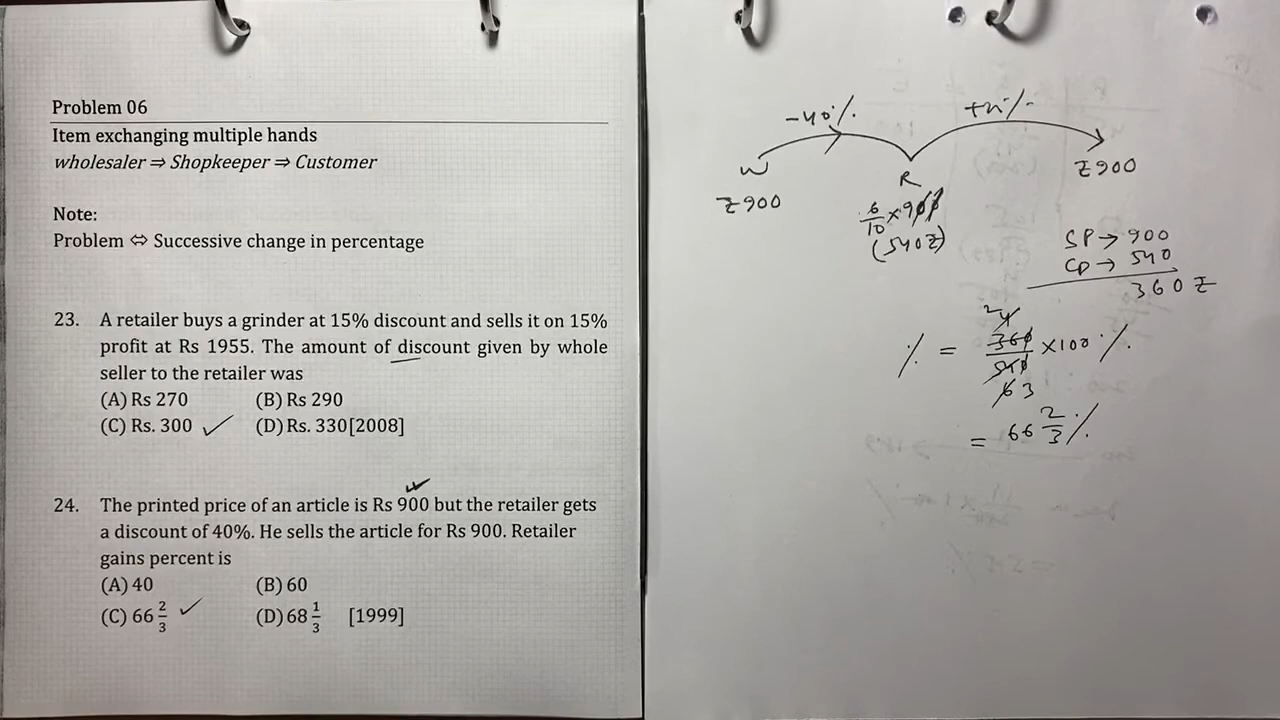 Problem 06
Item exchanging multiple hands
wholesaler ⇒ Shopkeeper ⇒ Customer
Note:
Problem ⇔ Successive change in percentage
23. A retailer buys a grinder at 15% discount and sells it on 15%
profit at Rs 1955. The amount of discount given by whole
seller to the retailer was
(A) Rs 270 (B) Rs 290
(C) Rs. 300 ✓ (D) Rs. 330[2008]
24. The printed price of an article is Rs 900 but the retailer gets
a discount of 40%. He sells the article for Rs 900. Retailer
gains percent is
(A) 40 (B) 60
(C) 66 2/3 ✓ (D) 68 1/3 [1999]
-40%
W R
Z900 Z900
6/10 × 900
(540Z)
SP → 900
CP → 540
360 Z
% = 360/540 × 100 %.
= 66 2/3 %